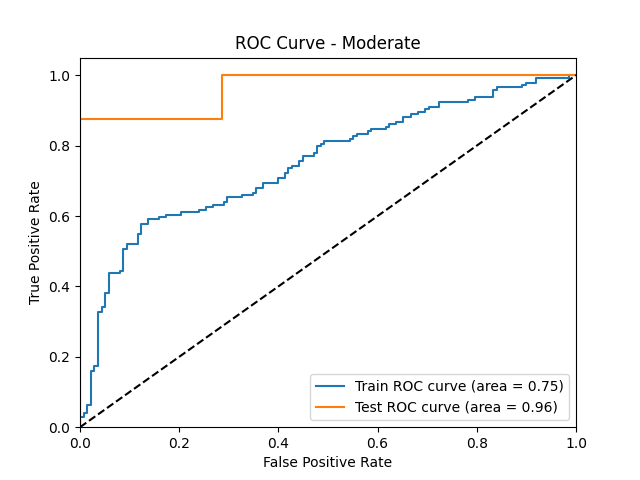 ROC Curve - Moderate
True Positive Rate
1.0
0.8
0.6
0.4
0.2
0.0
0.0 0.2 0.4 0.6 0.8 1.0
False Positive Rate
Train ROC curve (area = 0.75)
Test ROC curve (area = 0.96)